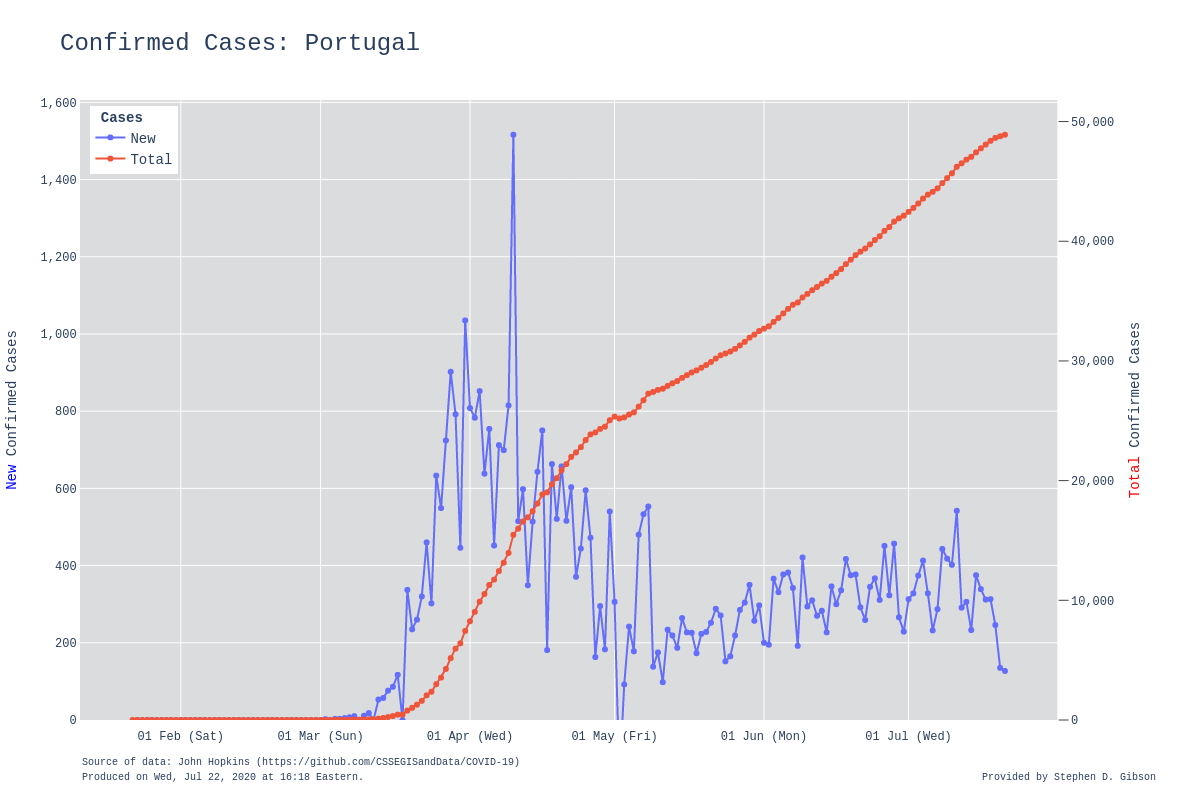 Confirmed Cases: Portugal
Cases
New
Total
1,600
1,400
1,200
1,000
800
600
400
200
0
50,000
40,000
30,000
20,000
10,000
0
New Confirmed Cases
Total Confirmed Cases
01 Feb (Sat)
01 Mar (Sun)
01 Apr (Wed)
01 May (Fri)
01 Jun (Mon)
01 Jul (Wed)
Source of data: John Hopkins (https://github.com/CSSEGISandData/COVID-19)
Produced on Wed, Jul 22, 2020 at 16:18 Eastern.
Provided by Stephen D. Gibson